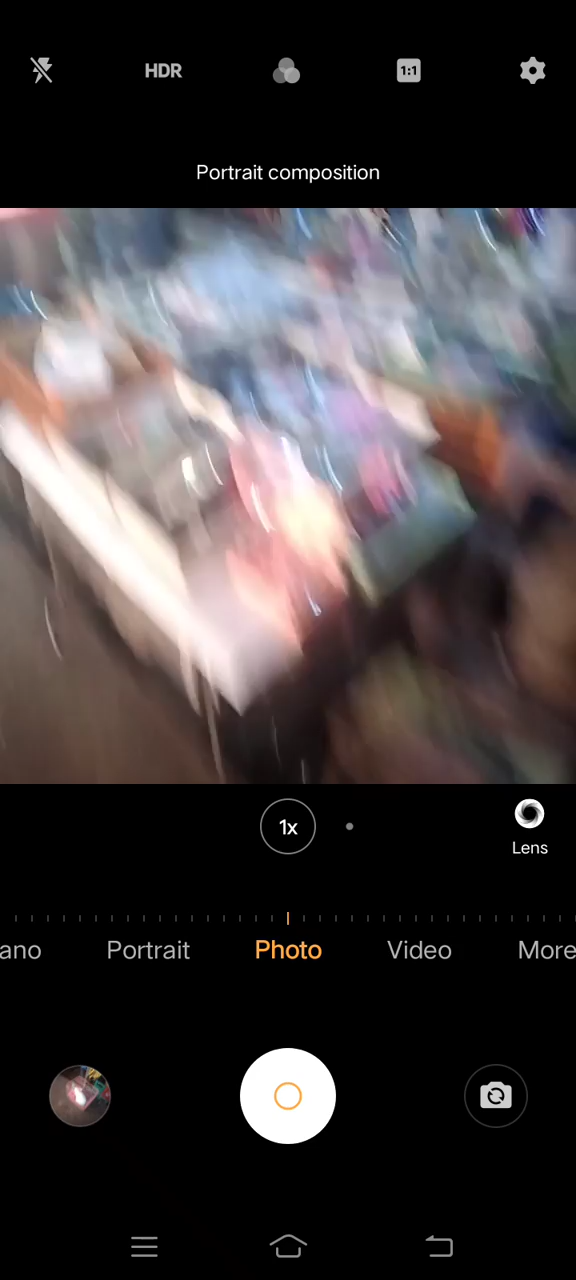 HDR
1:1
Portrait composition
1x
Lens
ano Portrait Photo Video More